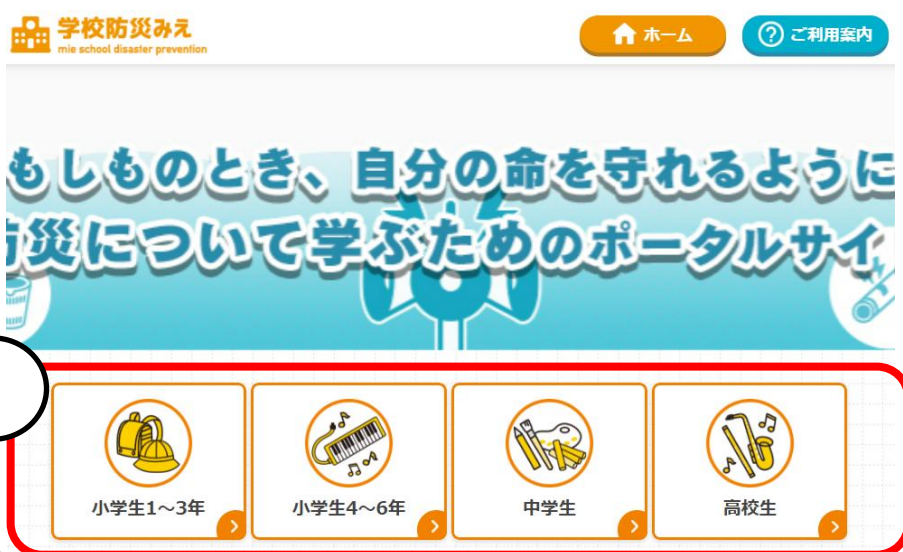 学校防災みえ
mie school disaster prevention
ホーム
ご利用案内
もしものとき、自分の命を守れるように
災について学ぶためのポータルサイ
小学生1～3年
小学生4～6年
中学生
高校生